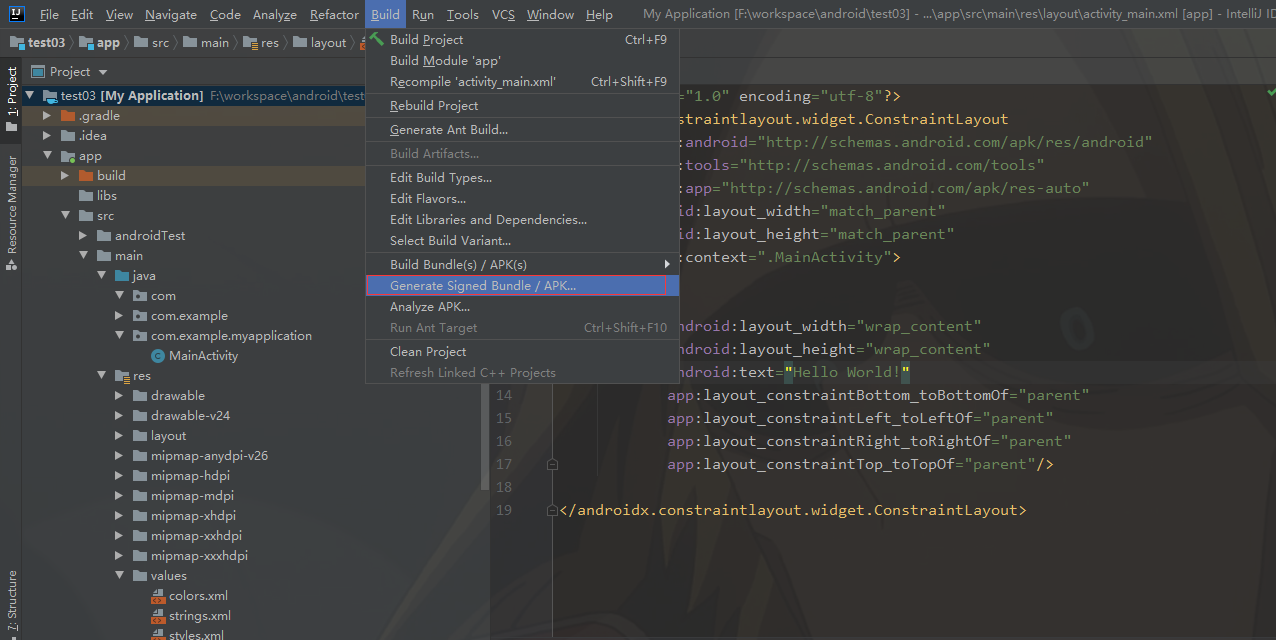 File Edit View Navigate Code Analyze Refactor Build Run Tools VCS Window Help My Application [F:\workspace\android\test03] - ...\app\src\main\res\layout\activity_main.xml [app] - IntelliJ
test03 app src main res layout
Project
1: Project
Resource Manager
7: Structure
test03 [My Application] F:\workspace\android\test
.gradle
.idea
app
build
libs
src
androidTest
main
java
com
com.example
com.example.myapplication
MainActivity
res
drawable
drawable-v24
layout
mipmap-anydpi-v26
mipmap-hdpi
mipmap-mdpi
mipmap-xhdpi
mipmap-xxhdpi
mipmap-xxxhdpi
values
colors.xml
strings.xml
styles.xml
Build Project Ctrl+F9
Build Module 'app'
Recompile 'activity_main.xml' Ctrl+Shift+F9
Rebuild Project
Generate Ant Build...
Build Artifacts...
Edit Build Types...
Edit Flavors...
Edit Libraries and Dependencies...
Select Build Variant...
Build Bundle(s) / APK(s)
Generate Signed Bundle / APK...
Analyze APK...
Run Ant Target Ctrl+Shift+F10
Clean Project
Refresh Linked C++ Projects
="1.0" encoding="utf-8"?>
straintlayout.widget.ConstraintLayout
:android="http://schemas.android.com/apk/res/android"
:tools="http://schemas.android.com/tools"
:app="http://schemas.android.com/apk/res-auto"
id:layout_width="match_parent"
id:layout_height="match_parent"
:context=".MainActivity">
ndroid:layout_width="wrap_content"
ndroid:layout_height="wrap_content"
ndroid:text="Hello World!"
14 app:layout_constraintBottom_toBottomOf="parent"
15 app:layout_constraintLeft_toLeftOf="parent"
16 app:layout_constraintRight_toRightOf="parent"
17 app:layout_constraintTop_toTopOf="parent"/>
18
19 </androidx.constraintlayout.widget.ConstraintLayout>